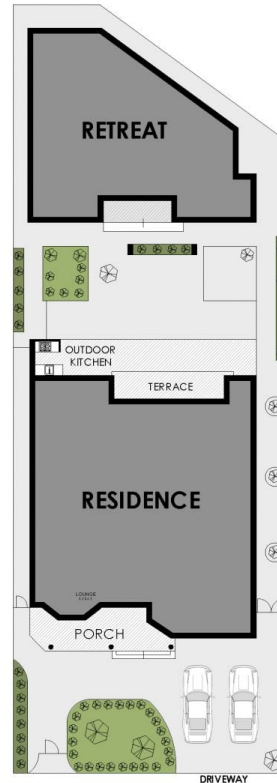 RETREAT
OUTDOOR
KITCHEN
TERRACE
RESIDENCE
LOUNGE
PORCH
DRIVEWAY